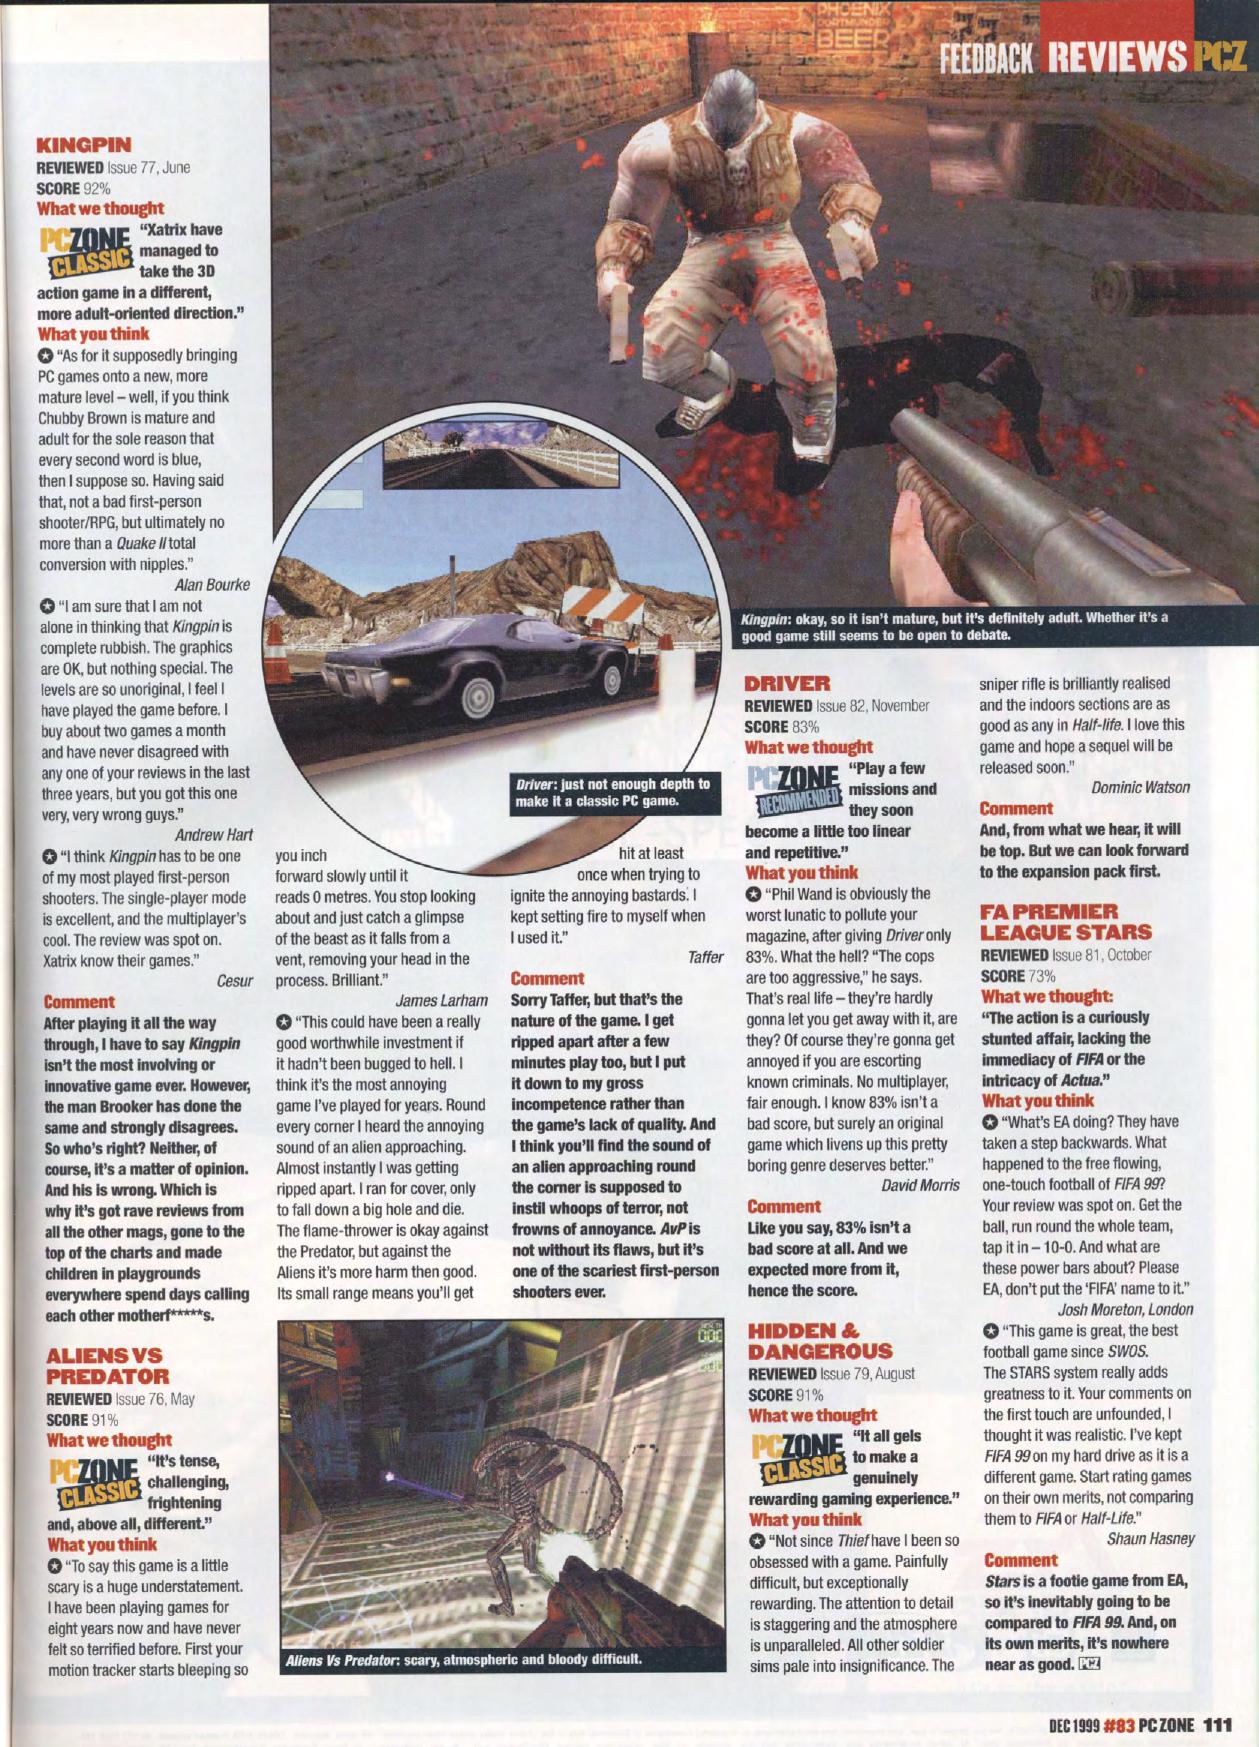 PHOENIX
DORTMUNDER
BEER
FEEDBACK REVIEWS PCZ
KINGPIN
REVIEWED Issue 77, June
SCORE 92%
What we thought
PCZONE
CLASSIC
"Xatrix have
managed to
take the 3D
action game in a different,
more adult-oriented direction."
What you think
"As for it supposedly bringing
PC games onto a new, more
mature level – well, if you think
Chubby Brown is mature and
adult for the sole reason that
every second word is blue,
then I suppose so. Having said
that, not a bad first-person
shooter/RPG, but ultimately no
more than a Quake II total
conversion with nipples."
Alan Bourke
"I am sure that I am not
alone in thinking that Kingpin is
complete rubbish. The graphics
are OK, but nothing special. The
levels are so unoriginal, I feel I
have played the game before. I
buy about two games a month
and have never disagreed with
any one of your reviews in the last
three years, but you got this one
very, very wrong guys."
Andrew Hart
"I think Kingpin has to be one
of my most played first-person
shooters. The single-player mode
is excellent, and the multiplayer's
cool. The review was spot on.
Xatrix know their games."
Cesur
Comment
After playing it all the way
through, I have to say Kingpin
isn't the most involving or
innovative game ever. However,
the man Brooker has done the
same and strongly disagrees.
So who's right? Neither, of
course, it's a matter of opinion.
And his is wrong. Which is
why it's got rave reviews from
all the other mags, gone to the
top of the charts and made
children in playgrounds
everywhere spend days calling
each other motherf*****s.
ALIENS VS
PREDATOR
REVIEWED Issue 76, May
SCORE 91%
What we thought
PCZONE
CLASSIC
"It's tense,
challenging,
frightening
and, above all, different."
What you think
"To say this game is a little
scary is a huge understatement.
I have been playing games for
eight years now and have never
felt so terrified before. First your
motion tracker starts bleeping so
you inch
forward slowly until it
reads 0 metres. You stop looking
about and just catch a glimpse
of the beast as it falls from a
vent, removing your head in the
process. Brilliant."
James Larham
"This could have been a really
good worthwhile investment if
it hadn't been bugged to hell. I
think it's the most annoying
game I've played for years. Round
every corner I heard the annoying
sound of an alien approaching.
Almost instantly I was getting
ripped apart. I ran for cover, only
to fall down a big hole and die.
The flame-thrower is okay against
the Predator, but against the
Aliens it's more harm then good.
Its small range means you'll get
hit at least
once when trying to
ignite the annoying bastards. I
kept setting fire to myself when
I used it."
Taffer
Comment
Sorry Taffer, but that's the
nature of the game. I get
ripped apart after a few
minutes play too, but I put
it down to my gross
incompetence rather than
the game's lack of quality. And
I think you'll find the sound of
an alien approaching round
the corner is supposed to
instil whoops of terror, not
frowns of annoyance. AvP is
not without its flaws, but it's
one of the scariest first-person
shooters ever.
Driver: just not enough depth to
make it a classic PC game.
Kingpin: okay, so it isn't mature, but it's definitely adult. Whether it's a
good game still seems to be open to debate.
HEALTH
000
Aliens Vs Predator: scary, atmospheric and bloody difficult.
DRIVER
REVIEWED Issue 82, November
SCORE 83%
What we thought
PCZONE
RECOMMENDED
"Play a few
missions and
they soon
become a little too linear
and repetitive."
What you think
"Phil Wand is obviously the
worst lunatic to pollute your
magazine, after giving Driver only
83%. What the hell? "The cops
are too aggressive," he says.
That's real life – they're hardly
gonna let you get away with it, are
they? Of course they're gonna get
annoyed if you are escorting
known criminals. No multiplayer,
fair enough. I know 83% isn't a
bad score, but surely an original
game which livens up this pretty
boring genre deserves better."
David Morris
Comment
Like you say, 83% isn't a
bad score at all. And we
expected more from it,
hence the score.
HIDDEN &
DANGEROUS
REVIEWED Issue 79, August
SCORE 91%
What we thought
PCZONE
CLASSIC
"It all gels
to make a
genuinely
rewarding gaming experience."
What you think
"Not since Thief have I been so
obsessed with a game. Painfully
difficult, but exceptionally
rewarding. The attention to detail
is staggering and the atmosphere
is unparalleled. All other soldier
sims pale into insignificance. The
sniper rifle is brilliantly realised
and the indoors sections are as
good as any in Half-life. I love this
game and hope a sequel will be
released soon."
Dominic Watson
Comment
And, from what we hear, it will
be top. But we can look forward
to the expansion pack first.
FA PREMIER
LEAGUE STARS
REVIEWED Issue 81, October
SCORE 73%
What we thought:
"The action is a curiously
stunted affair, lacking the
immediacy of FIFA or the
intricacy of Actua."
What you think
"What's EA doing? They have
taken a step backwards. What
happened to the free flowing,
one-touch football of FIFA 99?
Your review was spot on. Get the
ball, run round the whole team,
tap it in – 10-0. And what are
these power bars about? Please
EA, don't put the 'FIFA' name to it."
Josh Moreton, London
"This game is great, the best
football game since SWOS.
The STARS system really adds
greatness to it. Your comments on
the first touch are unfounded, I
thought it was realistic. I've kept
FIFA 99 on my hard drive as it is a
different game. Start rating games
on their own merits, not comparing
them to FIFA or Half-Life."
Shaun Hasney
Comment
Stars is a footie game from EA,
so it's inevitably going to be
compared to FIFA 99. And, on
its own merits, it's nowhere
near as good. PCZ
DEC 1999 #83 PC ZONE 111